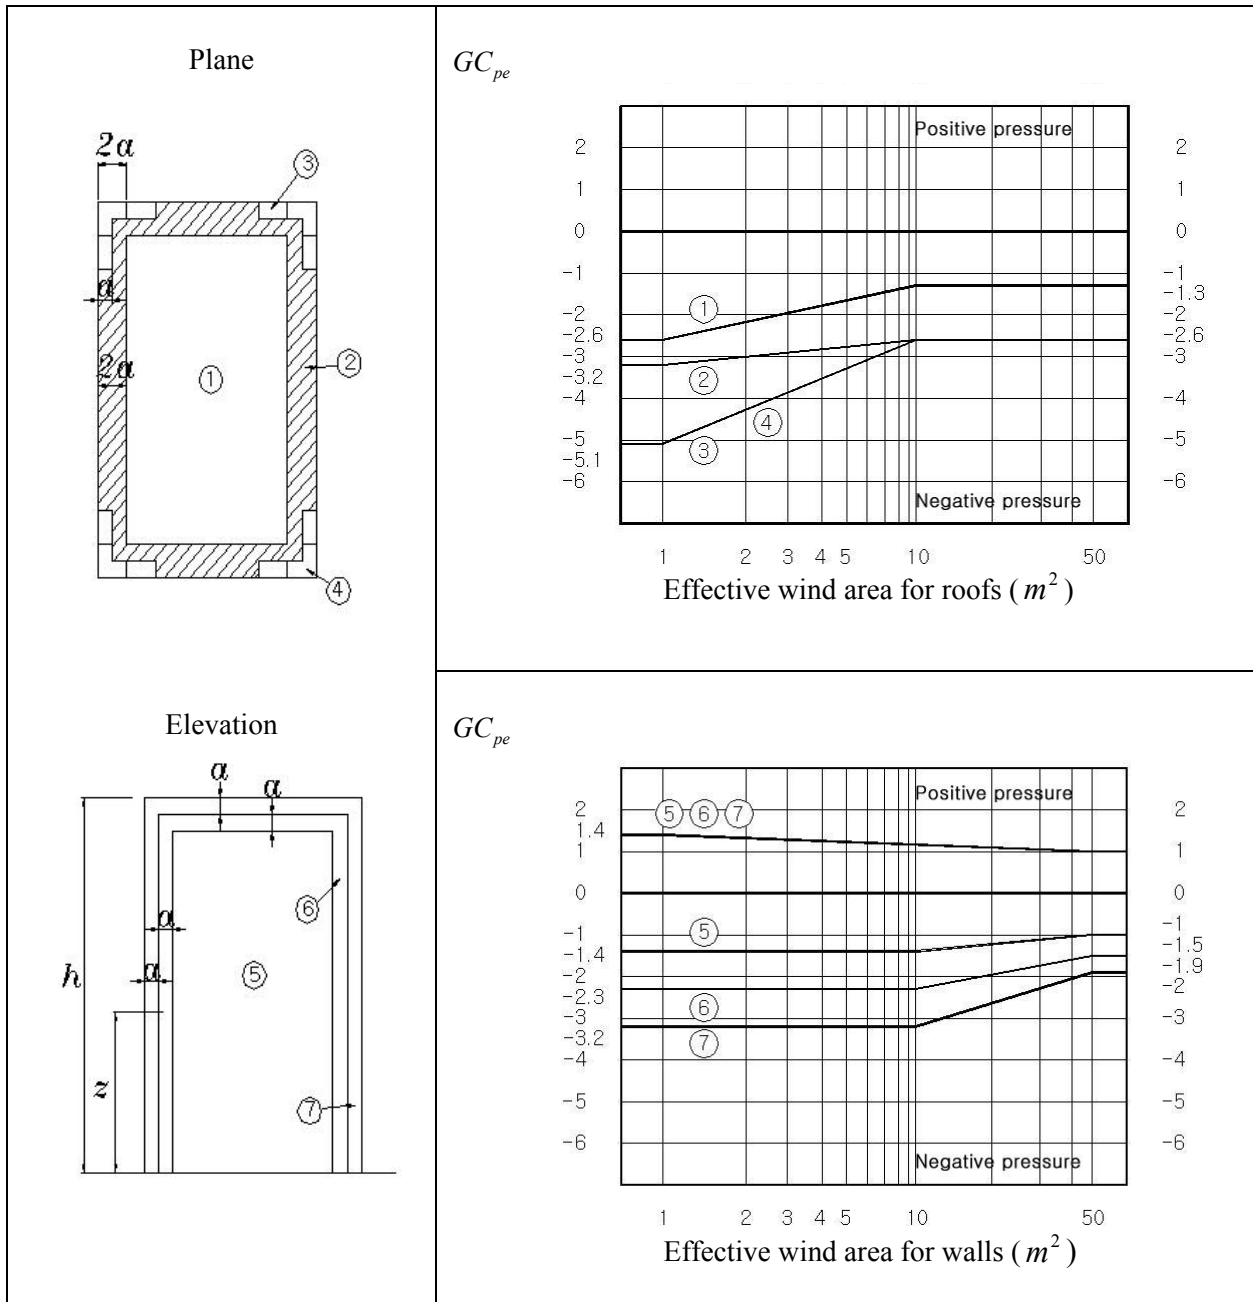 Plane
2a
③
a
2a
①
②
④
GC_pe
Positive pressure
2 2
1 1
0 0
-1 -1
-1.3
-2 -2
-2.6 -2.6
-3 -3
-3.2
-4 -4
-5 -5
-5.1
-6 -6
①
②
④
③
Negative pressure
1 2 3 4 5 10 50
Effective wind area for roofs (m²)
Elevation
a
a
⑥
a
a
⑤
h
z
⑦
GC_pe
Positive pressure
⑤ ⑥ ⑦
2 2
1.4
1 1
0 0
-1 -1
-1.4 -1.5
-1.9
-2 -2
-2.3
-3 -3
-3.2
-4 -4
-5 -5
-6 -6
⑤
⑥
⑦
Negative pressure
1 2 3 4 5 10 50
Effective wind area for walls (m²)